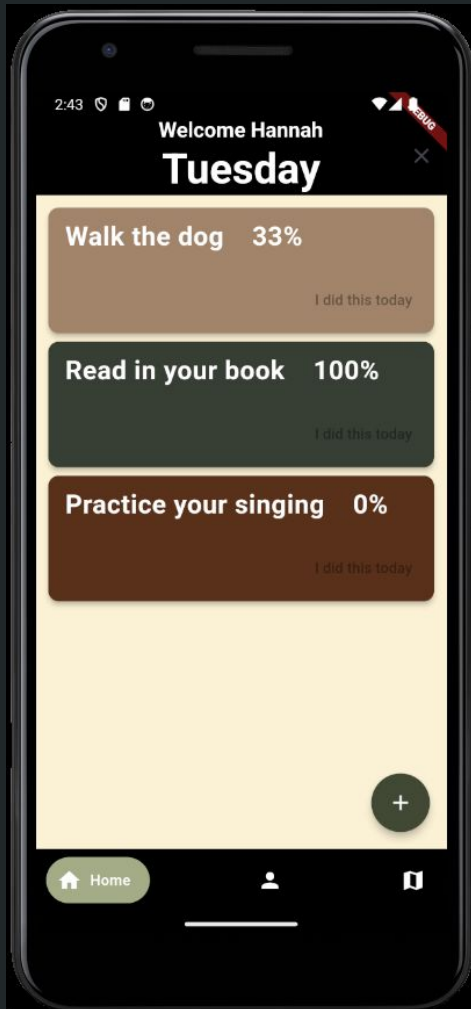 2:43
DEBUG
Welcome Hannah
Tuesday
Walk the dog 33%
I did this today
Read in your book 100%
I did this today
Practice your singing 0%
I did this today
Home